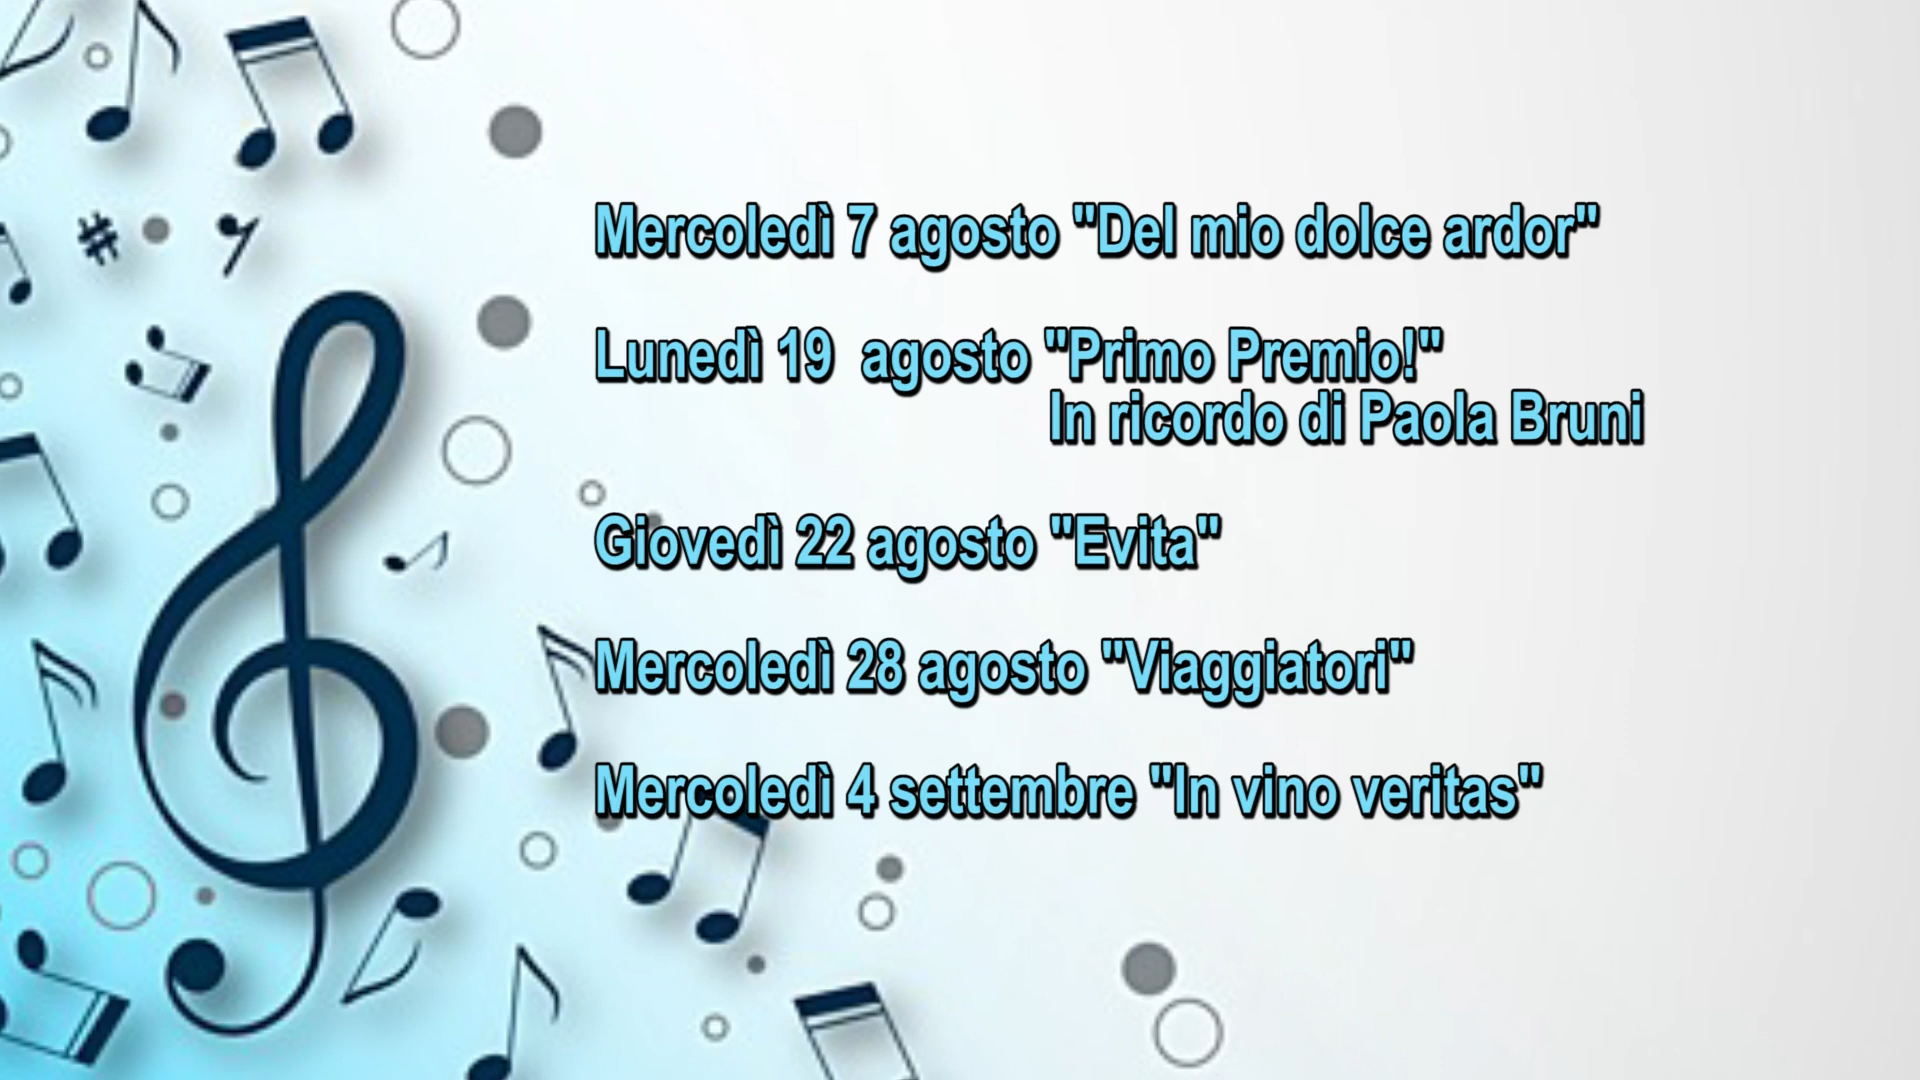 Mercoledì 7 agosto "Del mio dolce ardor"
Lunedì 19 agosto "Primo Premio!"
In ricordo di Paola Bruni
Giovedì 22 agosto "Evita"
Mercoledì 28 agosto "Viaggiatori"
Mercoledì 4 settembre "In vino veritas"